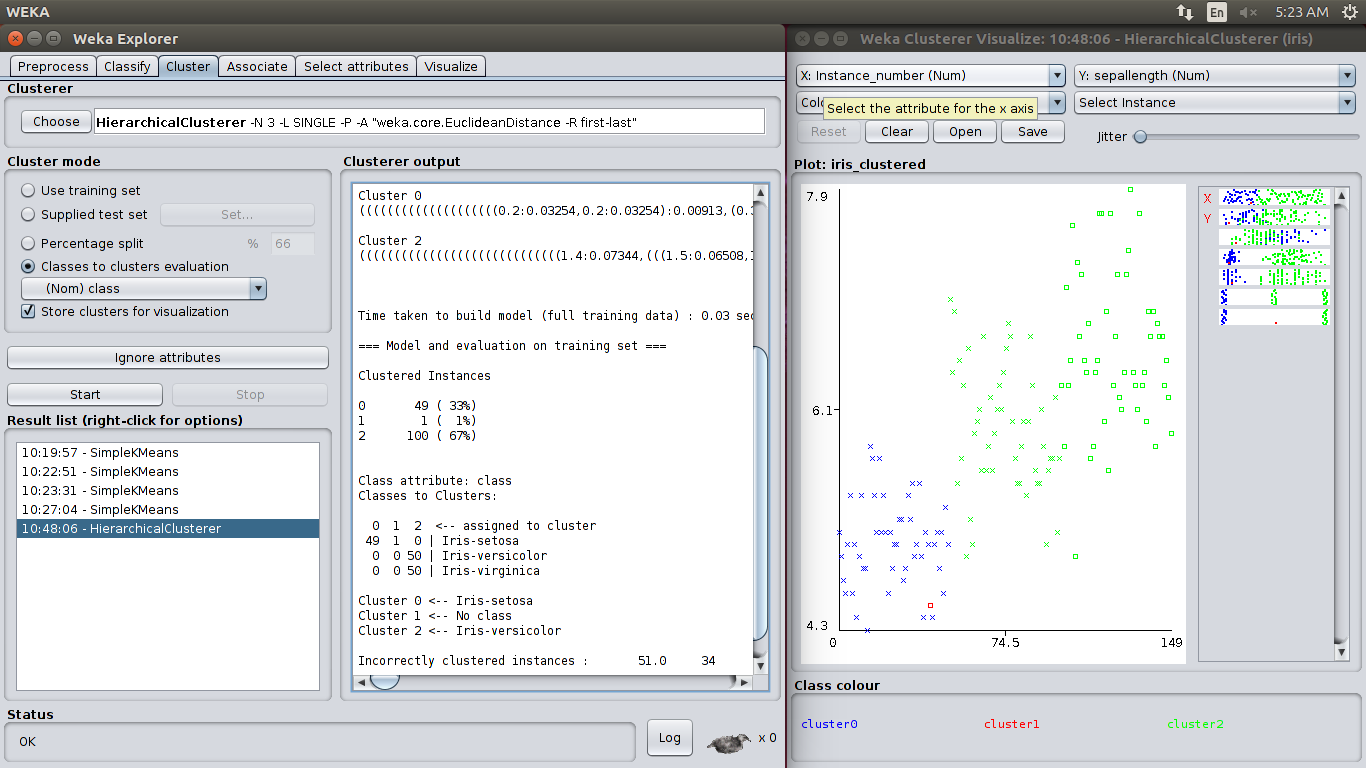 WEKA
En
5:23 AM
Weka Explorer
Preprocess Classify Cluster Associate Select attributes Visualize
Clusterer
Choose HierarchicalClusterer -N 3 -L SINGLE -P -A "weka.core.EuclideanDistance -R first-last"
Cluster mode
Use training set
Supplied test set Set...
Percentage split % 66
Classes to clusters evaluation
(Nom) class
Store clusters for visualization
Ignore attributes
Start Stop
Result list (right-click for options)
10:19:57 - SimpleKMeans
10:22:51 - SimpleKMeans
10:23:31 - SimpleKMeans
10:27:04 - SimpleKMeans
10:48:06 - HierarchicalClusterer
Clusterer output
Cluster 0
((((((((((((((((((((0.2:0.03254,0.2:0.03254):0.00913,(0.
Cluster 2
(((((((((((((((((((((((((((((1.4:0.07344,(((1.5:0.06508,
Time taken to build model (full training data) : 0.03 sec
=== Model and evaluation on training set ===
Clustered Instances
0 49 ( 33%)
1 1 ( 1%)
2 100 ( 67%)
Class attribute: class
Classes to Clusters:
0 1 2 <-- assigned to cluster
49 1 0 | Iris-setosa
0 0 50 | Iris-versicolor
0 0 50 | Iris-virginica
Cluster 0 <-- Iris-setosa
Cluster 1 <-- No class
Cluster 2 <-- Iris-versicolor
Incorrectly clustered instances : 51.0 34
Status
OK
Log
x 0
Weka Clusterer Visualize: 10:48:06 - HierarchicalClusterer (iris)
X: Instance_number (Num) Y: sepallength (Num)
Colo Select Instance
Select the attribute for the x axis
Reset Clear Open Save Jitter
Plot: iris_clustered
7.9
6.1
4.3
0 74.5 149
X
Y
Class colour
cluster0 cluster1 cluster2